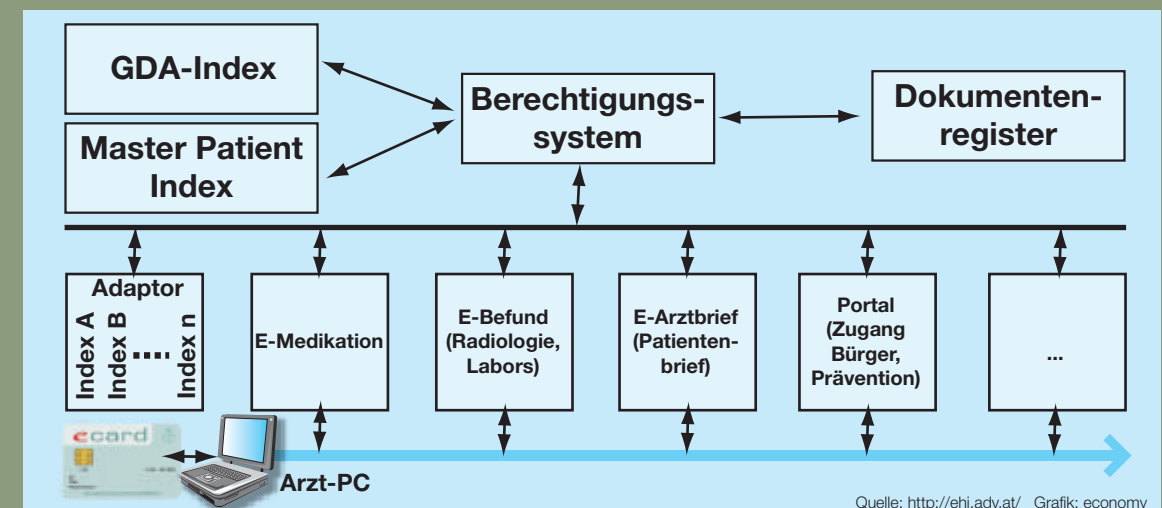 GDA-Index
Master Patient
Index
Berechtigungs-
system
Dokumenten-
register
Adaptor
Index A
Index B
....
Index n
E-Medikation
E-Befund
(Radiologie,
Labors)
E-Arztbrief
(Patienten-
brief)
Portal
(Zugang
Bürger,
Prävention)
...
ecard
Arzt-PC
Quelle: http://ehi.adv.at/ Grafik: economy